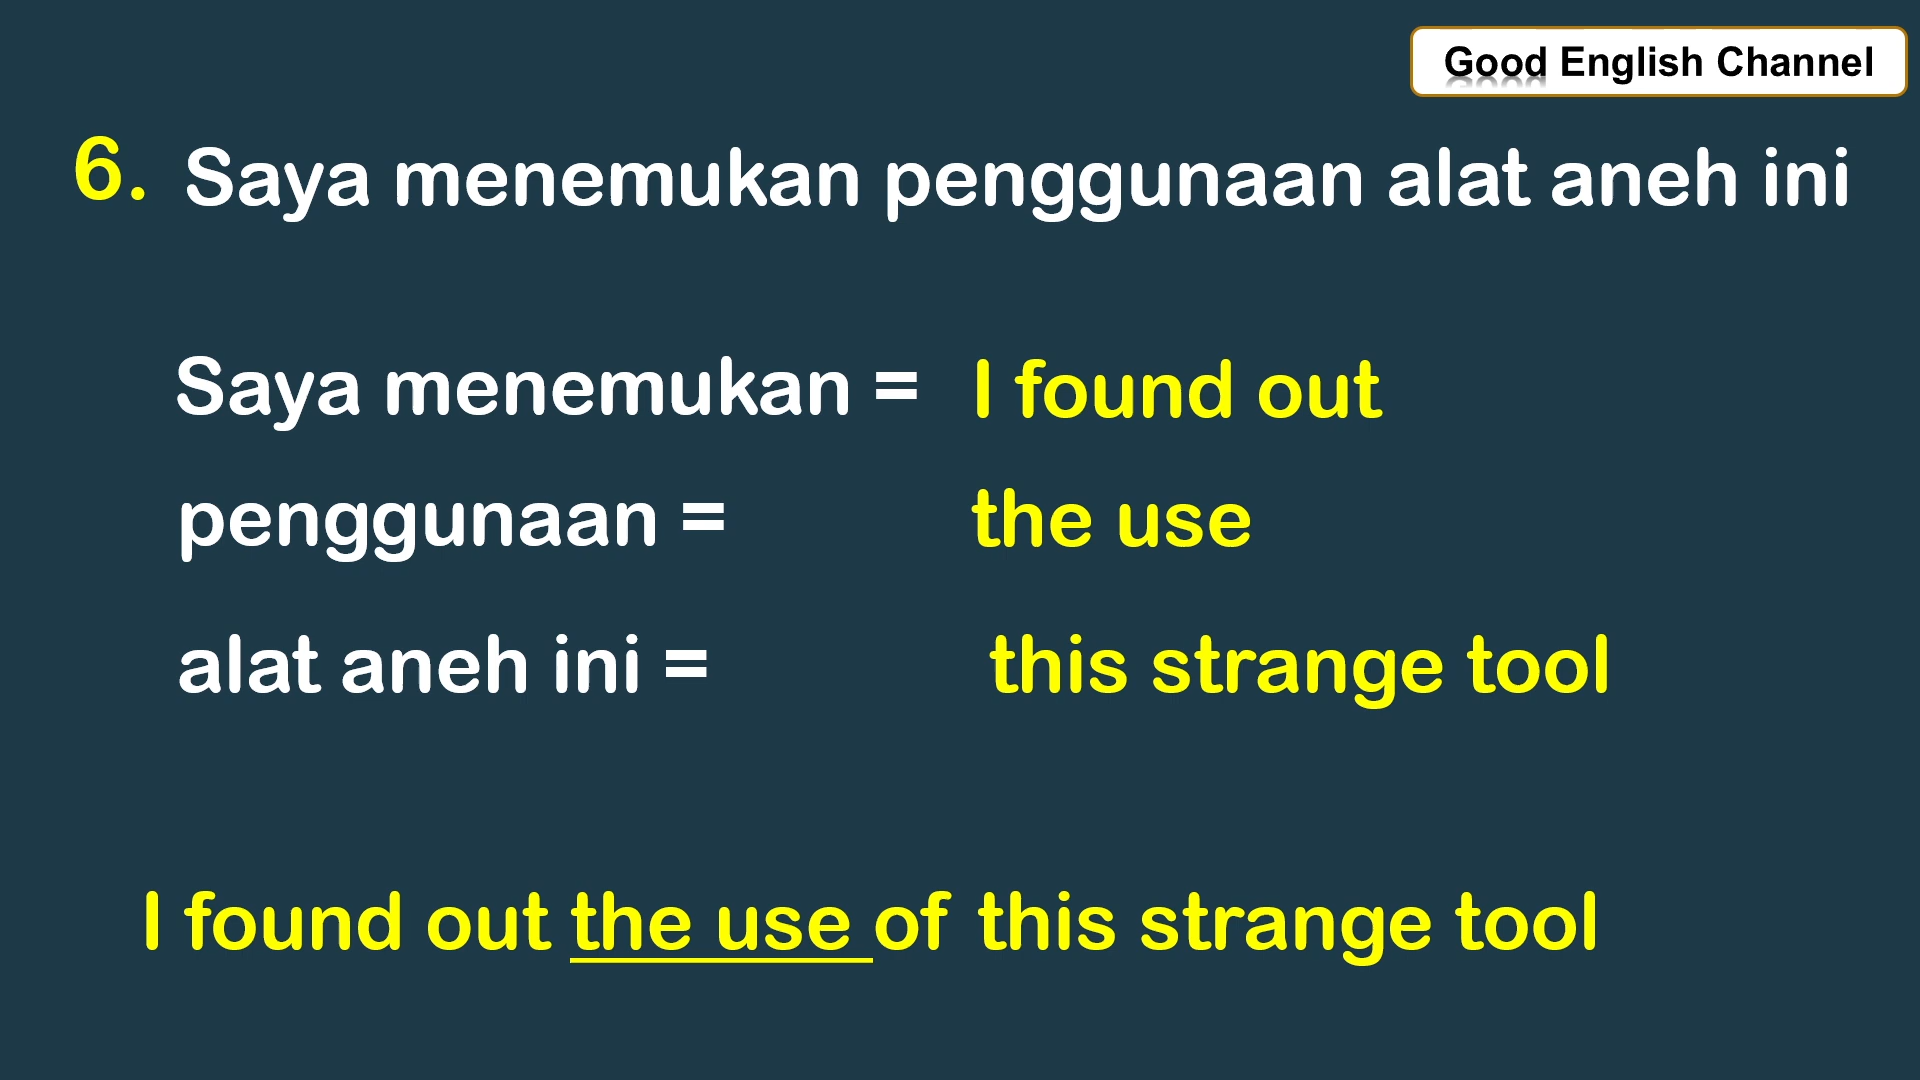 Good English Channel
6. Saya menemukan penggunaan alat aneh ini
Saya menemukan = I found out
penggunaan = the use
alat aneh ini = this strange tool
I found out the use of this strange tool